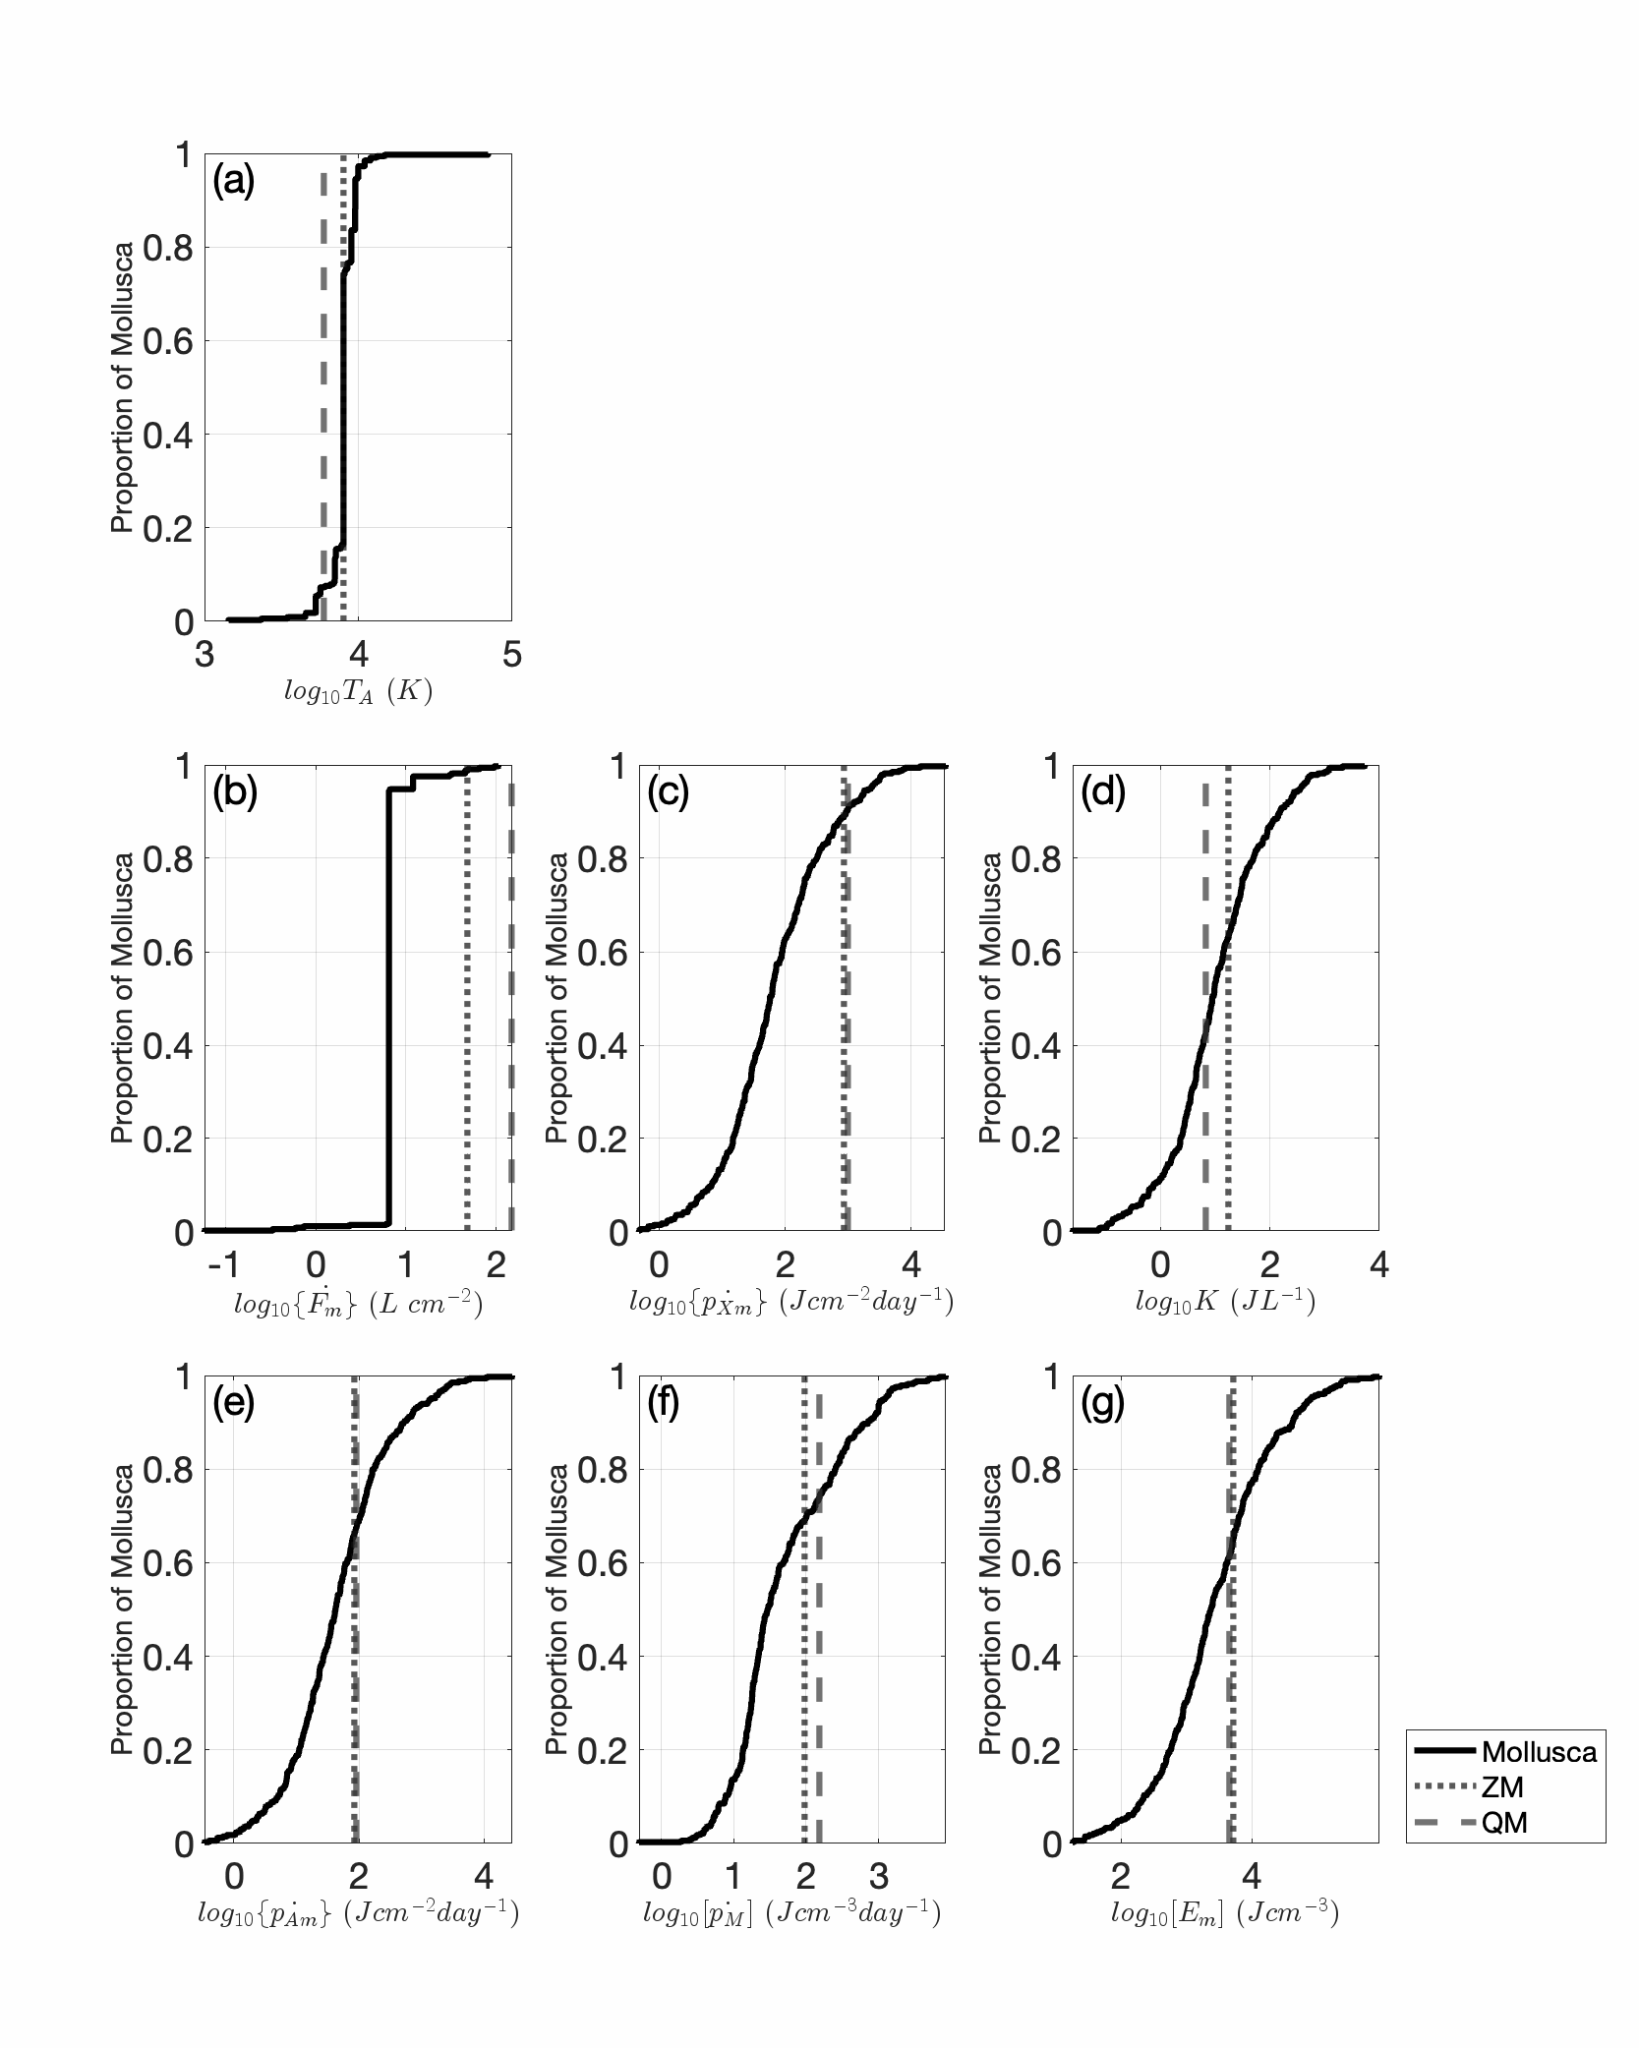 (a)
Proportion of Mollusca
1
0.8
0.6
0.4
0.2
0
3 4 5
log₁₀T_A (K)
(b)
Proportion of Mollusca
1
0.8
0.6
0.4
0.2
0
-1 0 1 2
log₁₀{Ḟ_m} (L cm⁻²)
(c)
Proportion of Mollusca
1
0.8
0.6
0.4
0.2
0
0 2 4
log₁₀{ṗ_Xm} (Jcm⁻²day⁻¹)
(d)
Proportion of Mollusca
1
0.8
0.6
0.4
0.2
0
0 2 4
log₁₀K (JL⁻¹)
(e)
Proportion of Mollusca
1
0.8
0.6
0.4
0.2
0
0 2 4
log₁₀{ṗ_Am} (Jcm⁻²day⁻¹)
(f)
Proportion of Mollusca
1
0.8
0.6
0.4
0.2
0
0 1 2 3
log₁₀[ṗ_M] (Jcm⁻³day⁻¹)
(g)
Proportion of Mollusca
1
0.8
0.6
0.4
0.2
0
2 4
log₁₀[E_m] (Jcm⁻³)
Mollusca
ZM
QM